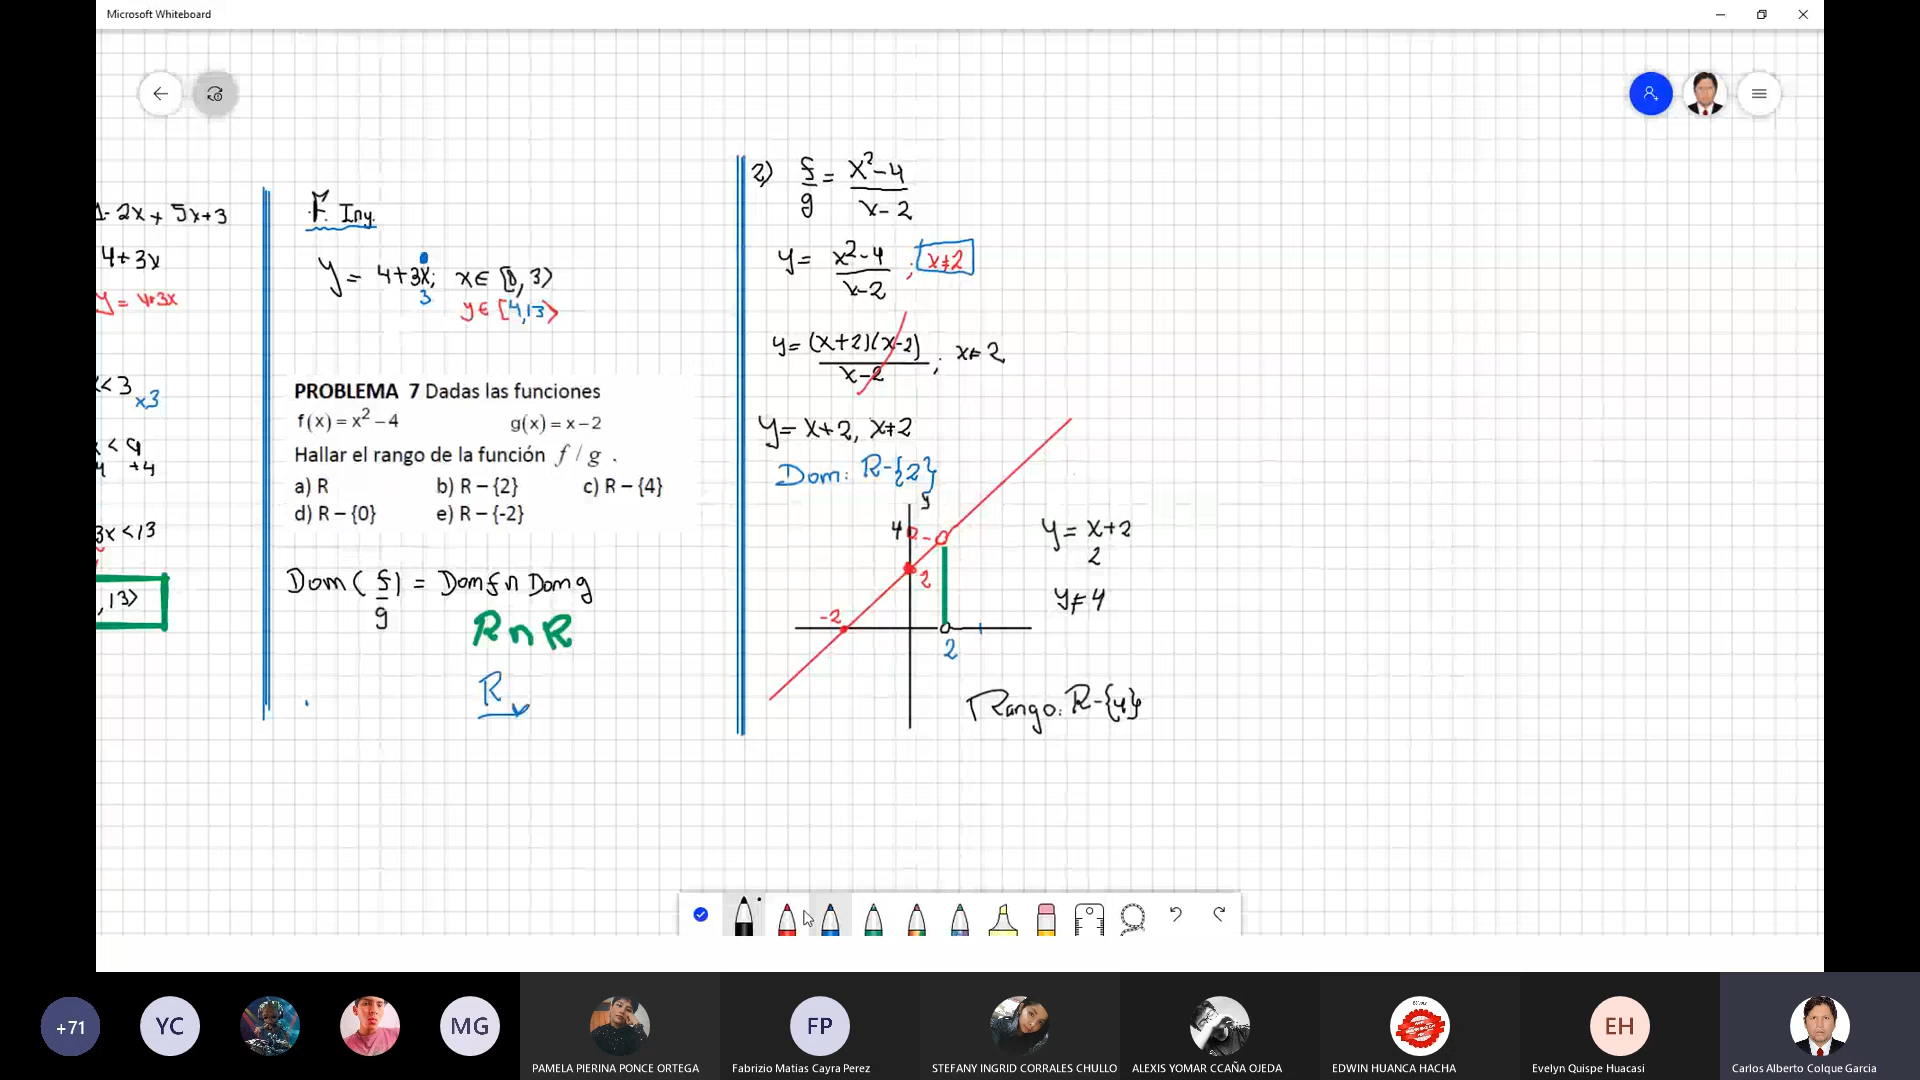 Microsoft Whiteboard
1- 2x + 5x+3
4+3x
y = 4+3x
<3
x3
< 9
4 +4
3x<13
,13⟩
F. Iny.
y = 4+3x; x∈[0, 3⟩
3
y∈[4,13⟩
PROBLEMA 7 Dadas las funciones
f(x) = x² − 4 g(x) = x − 2
Hallar el rango de la función f / g .
a) R b) R − {2} c) R − {4}
d) R − {0} e) R − {-2}
Dom(f/g) = Domf ∩ Domg
R ∩ R
R
2) f/g = x²-4 / x-2
y = x²-4 / x-2 ; x≠2
y = (x+2)(x-2) / x-2 ; x≠2
y = x+2, x≠2
Dom: R-{2}
y
4
2
-2
2
y = x+2
2
y≠4
Rango: R-{4}
+71
YC
MG
PAMELA PIERINA PONCE ORTEGA
FP
Fabrizio Matias Cayra Perez
STEFANY INGRID CORRALES CHULLO
ALEXIS YOMAR CCAÑA OJEDA
EDWIN HUANCA HACHA
EH
Evelyn Quispe Huacasi
Carlos Alberto Colque Garcia